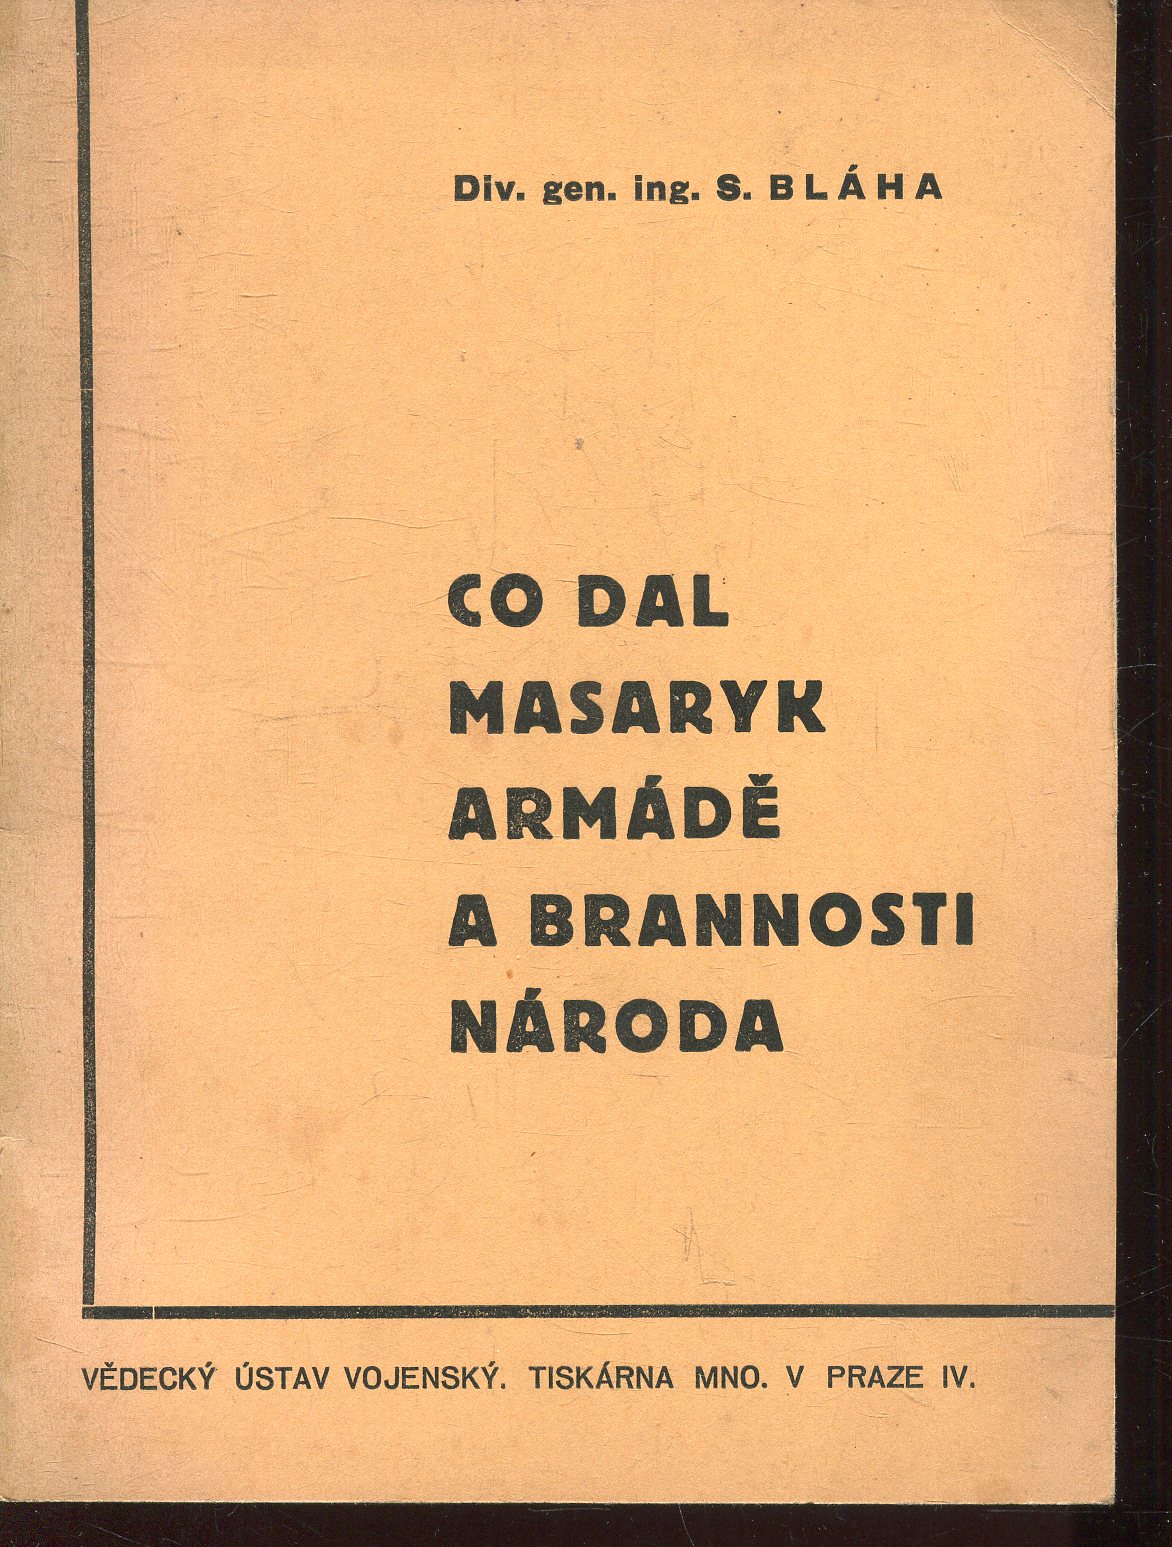 Div. gen. ing. S. BLÁHA
CO DAL
MASARYK
ARMÁDĚ
A BRANNOSTI
NÁRODA
VĚDECKÝ ÚSTAV VOJENSKÝ. TISKÁRNA MNO. V PRAZE IV.